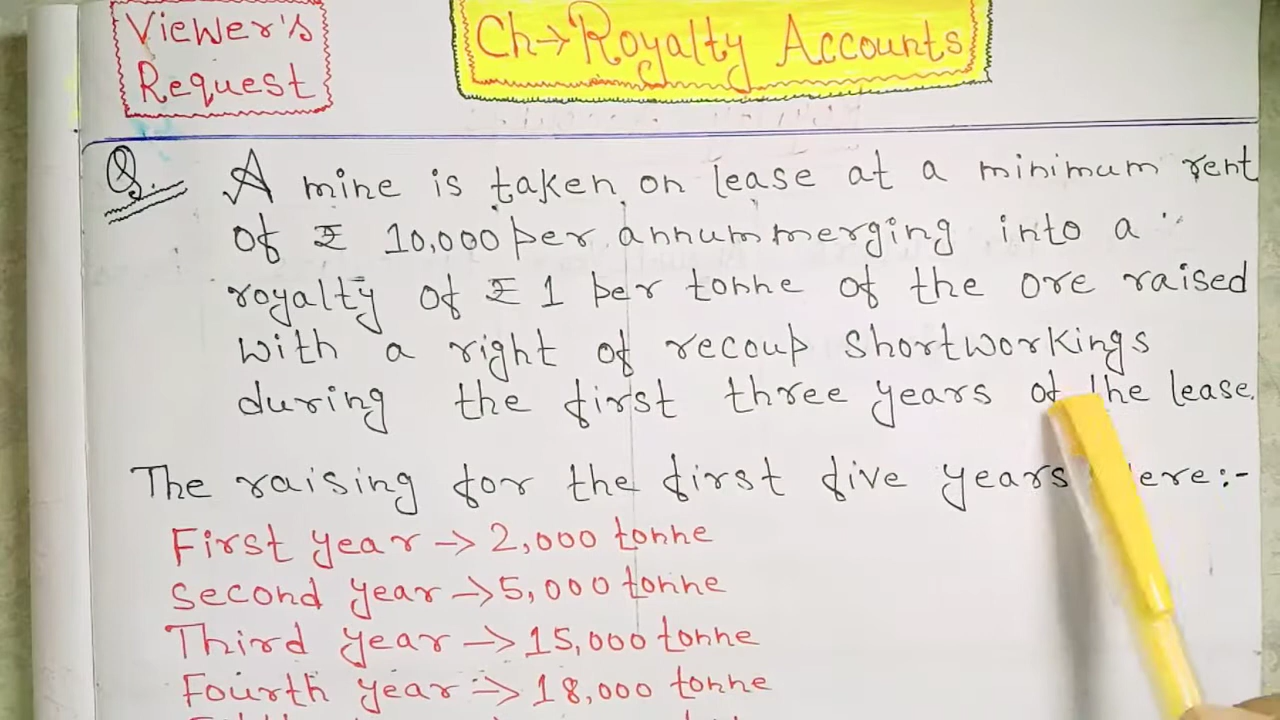 Viewer's
Request
Ch→Royalty Accounts
Q. A mine is taken on lease at a minimum rent
of ₹ 10,000 per annum merging into a
royalty of ₹ 1 per tonne of the ore raised
with a right of recoup shortworkings
during the first three years of the lease.
The raising for the first five years were:-
First year → 2,000 tonne
Second year → 5,000 tonne
Third year → 15,000 tonne
Fourth year → 18,000 tonne